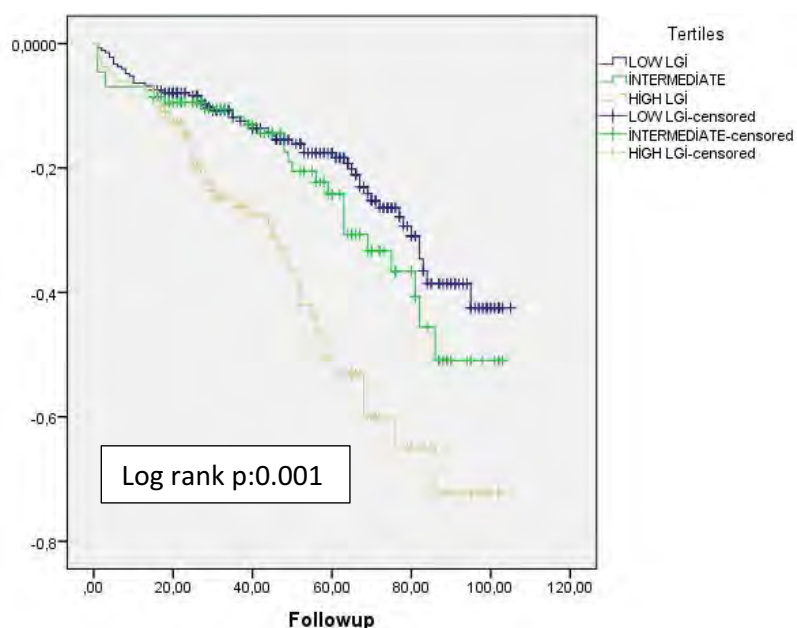 0,0000
-0,2
-0,4
-0,6
-0,8
Log rank p:0.001
,00 20,00 40,00 60,00 80,00 100,00 120,00
Followup
Tertiles
LOW LGİ
İNTERMEDİATE
HİGH LGİ
LOW LGİ-censored
İNTERMEDİATE-censored
HİGH LGİ-censored